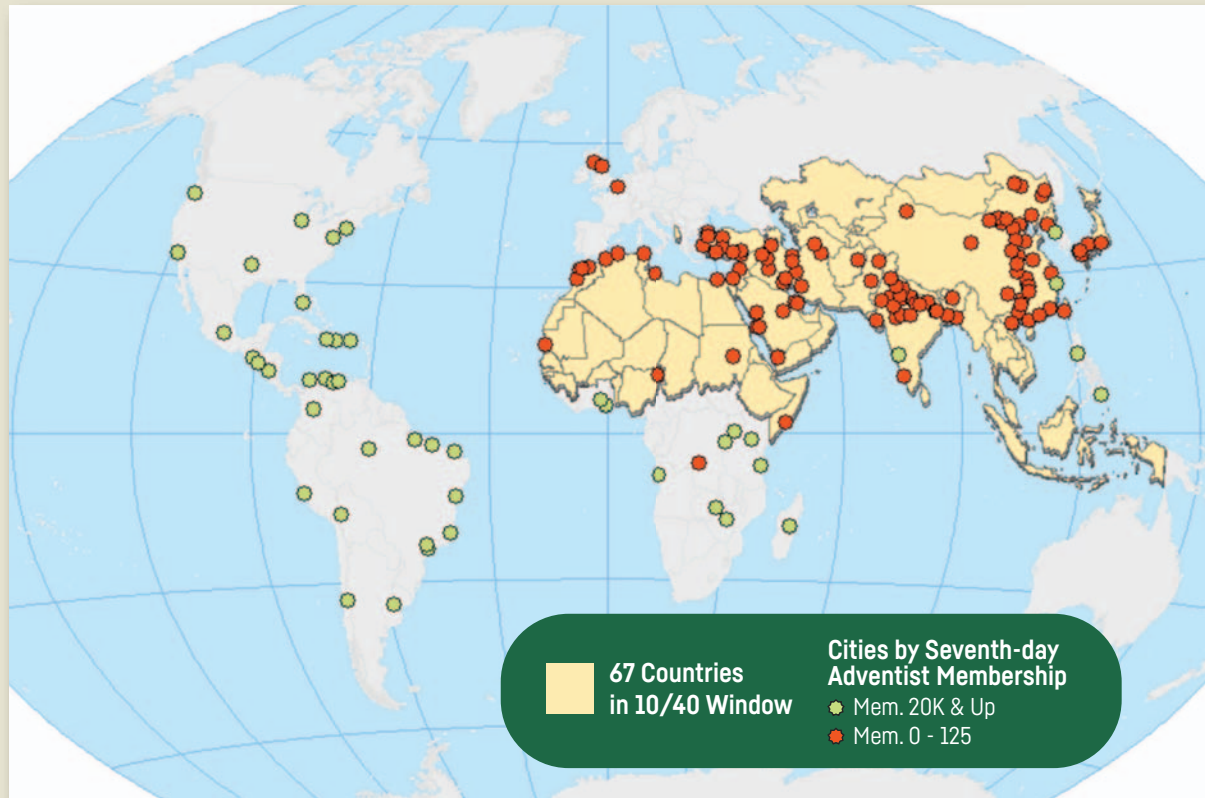 67 Countries
in 10/40 Window
Cities by Seventh-day
Adventist Membership
Mem. 20K & Up
Mem. 0 - 125